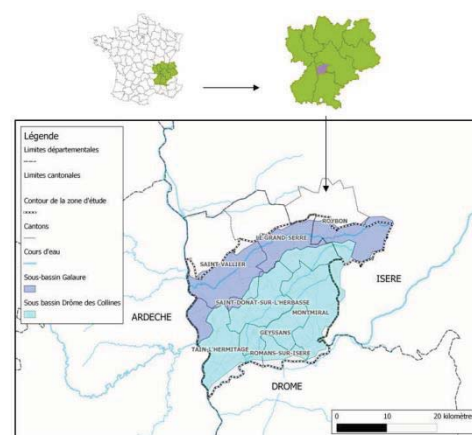 Légende
Limites départementales
Limites cantonales
Contour de la zone d'étude
Cantons
Cours d'eau
Sous-bassin Galaure
Sous bassin Drôme des Collines
ROYBON
LE GRAND-SERRE
SAINT-VALLIER
ISERE
SAINT-DONAT-SUR-L'HERBASSE
ARDECHE
MONTMIRAL
GEYSSANS
TAIN-L'HERMITAGE
ROMANS-SUR-ISERE
DROME
0 10 20 kilomètres